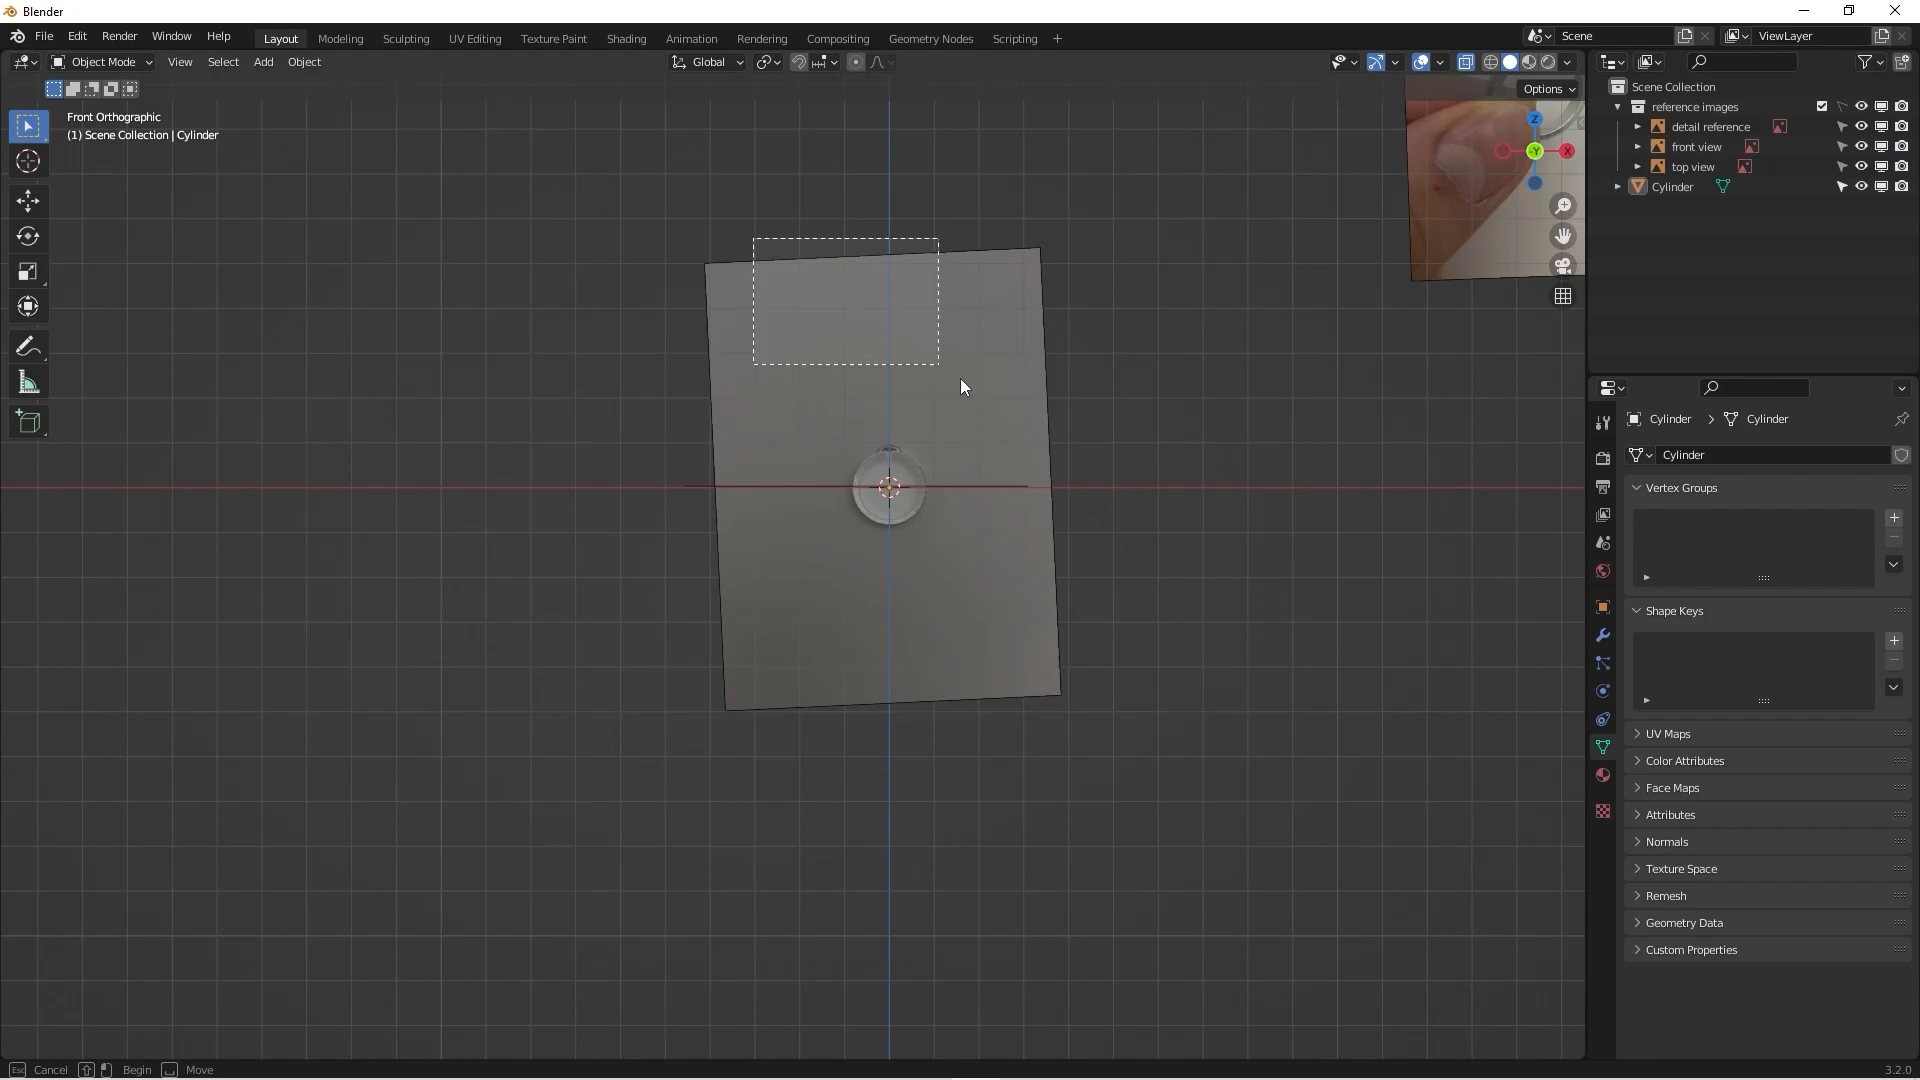 Blender
File Edit Render Window Help Layout Modeling Sculpting UV Editing Texture Paint Shading Animation Rendering Compositing Geometry Nodes Scripting + Scene ViewLayer
Object Mode View Select Add Object Global
Options
Front Orthographic
(1) Scene Collection | Cylinder
Z
-Y
X
Scene Collection
reference images
detail reference
front view
top view
Cylinder
Cylinder > Cylinder
Cylinder
Vertex Groups
Shape Keys
UV Maps
Color Attributes
Face Maps
Attributes
Normals
Texture Space
Remesh
Geometry Data
Custom Properties
Esc Cancel Begin Move 3.2.0